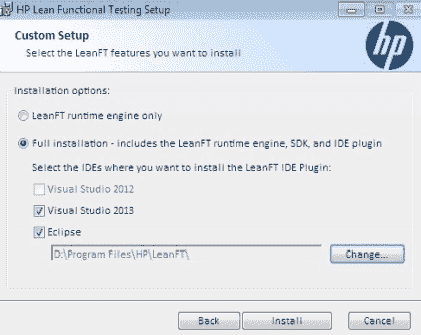 HP Lean Functional Testing Setup
Custom Setup
Select the LeanFT features you want to install
hp
Installation options:
LeanFT runtime engine only
Full installation - includes the LeanFT runtime engine, SDK, and IDE plugin
Select the IDEs where you want to install the LeanFT IDE Plugin:
Visual Studio 2012
Visual Studio 2013
Eclipse
D:\Program Files\HP\LeanFT\
Change...
Back Install Cancel